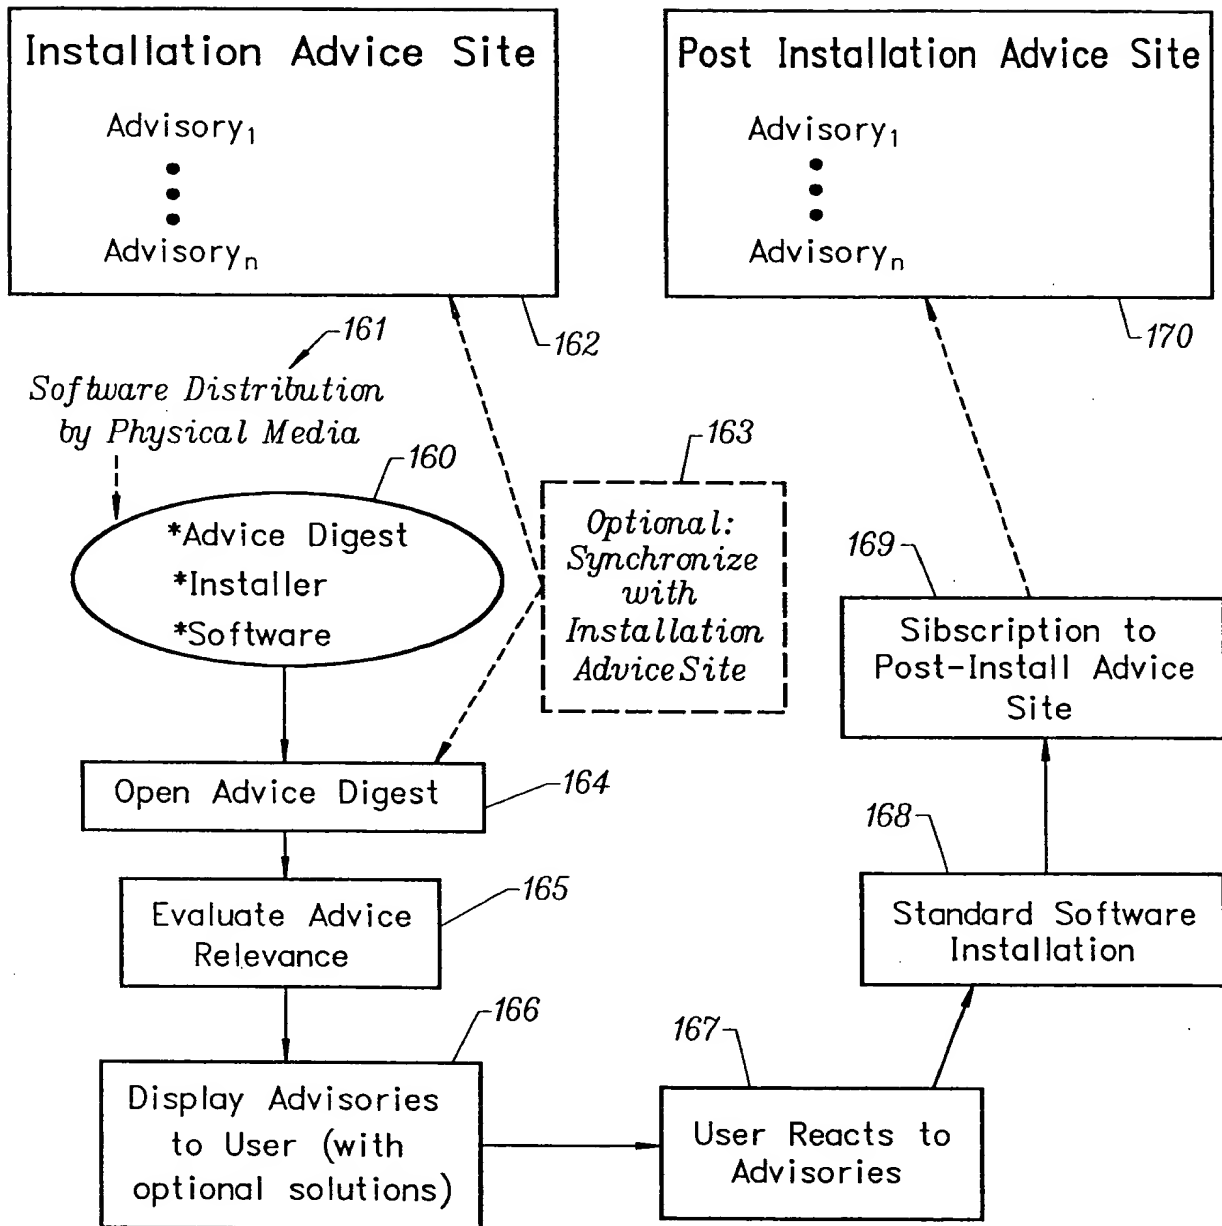 Installation Advice Site
Advisory1
Advisoryn
162
Post Installation Advice Site
Advisory1
Advisoryn
170
161
Software Distribution
by Physical Media
160
*Advice Digest
*Installer
*Software
163
Optional:
Synchronize
with
Installation
Advice Site
164
Open Advice Digest
165
Evaluate Advice
Relevance
166
Display Advisories
to User (with
optional solutions)
167
User Reacts to
Advisories
168
Standard Software
Installation
169
Sibscription to
Post-Install Advice
Site